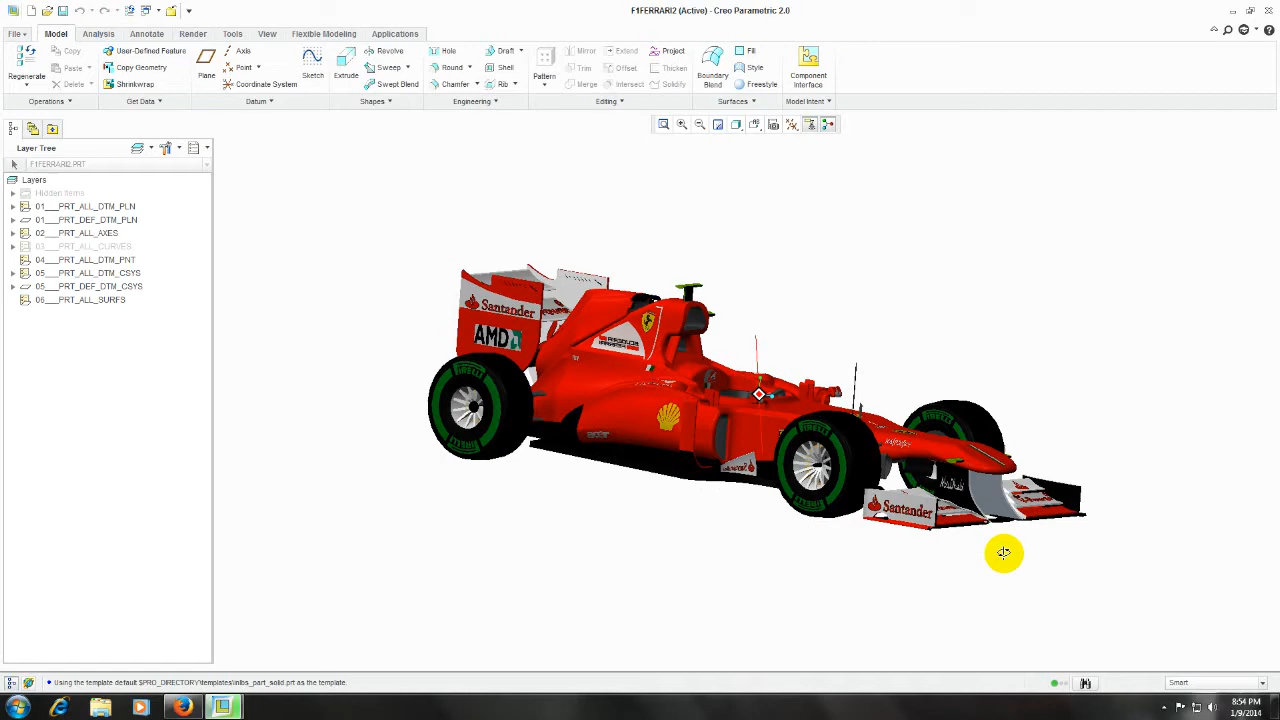 F1FERRARI2 (Active) - Creo Parametric 2.0
File
Model
Analysis
Annotate
Render
Tools
View
Flexible Modeling
Applications
Regenerate
Copy
Paste
Delete
Operations
User-Defined Feature
Copy Geometry
Shrinkwrap
Get Data
Plane
Axis
Point
Coordinate System
Sketch
Datum
Extrude
Revolve
Sweep
Swept Blend
Shapes
Hole
Round
Chamfer
Draft
Shell
Rib
Engineering
Pattern
Mirror
Trim
Merge
Extend
Offset
Intersect
Project
Thicken
Solidify
Editing
Boundary
Blend
Fill
Style
Freestyle
Surfaces
Component
Interface
Model Intent
Layer Tree
F1FERRARI2.PRT
Layers
Hidden Items
01___PRT_ALL_DTM_PLN
01___PRT_DEF_DTM_PLN
02___PRT_ALL_AXES
03___PRT_ALL_CURVES
04___PRT_ALL_DTM_PNT
05___PRT_ALL_DTM_CSYS
05___PRT_DEF_DTM_CSYS
06___PRT_ALL_SURFS
Santander
AMD
PIRELLI
acer
PIRELLI
Santander
Abu Dhabi
Using the template default $PRO_DIRECTORY\templates\inlbs_part_solid.prt as the template.
Smart
8:54 PM
1/9/2014